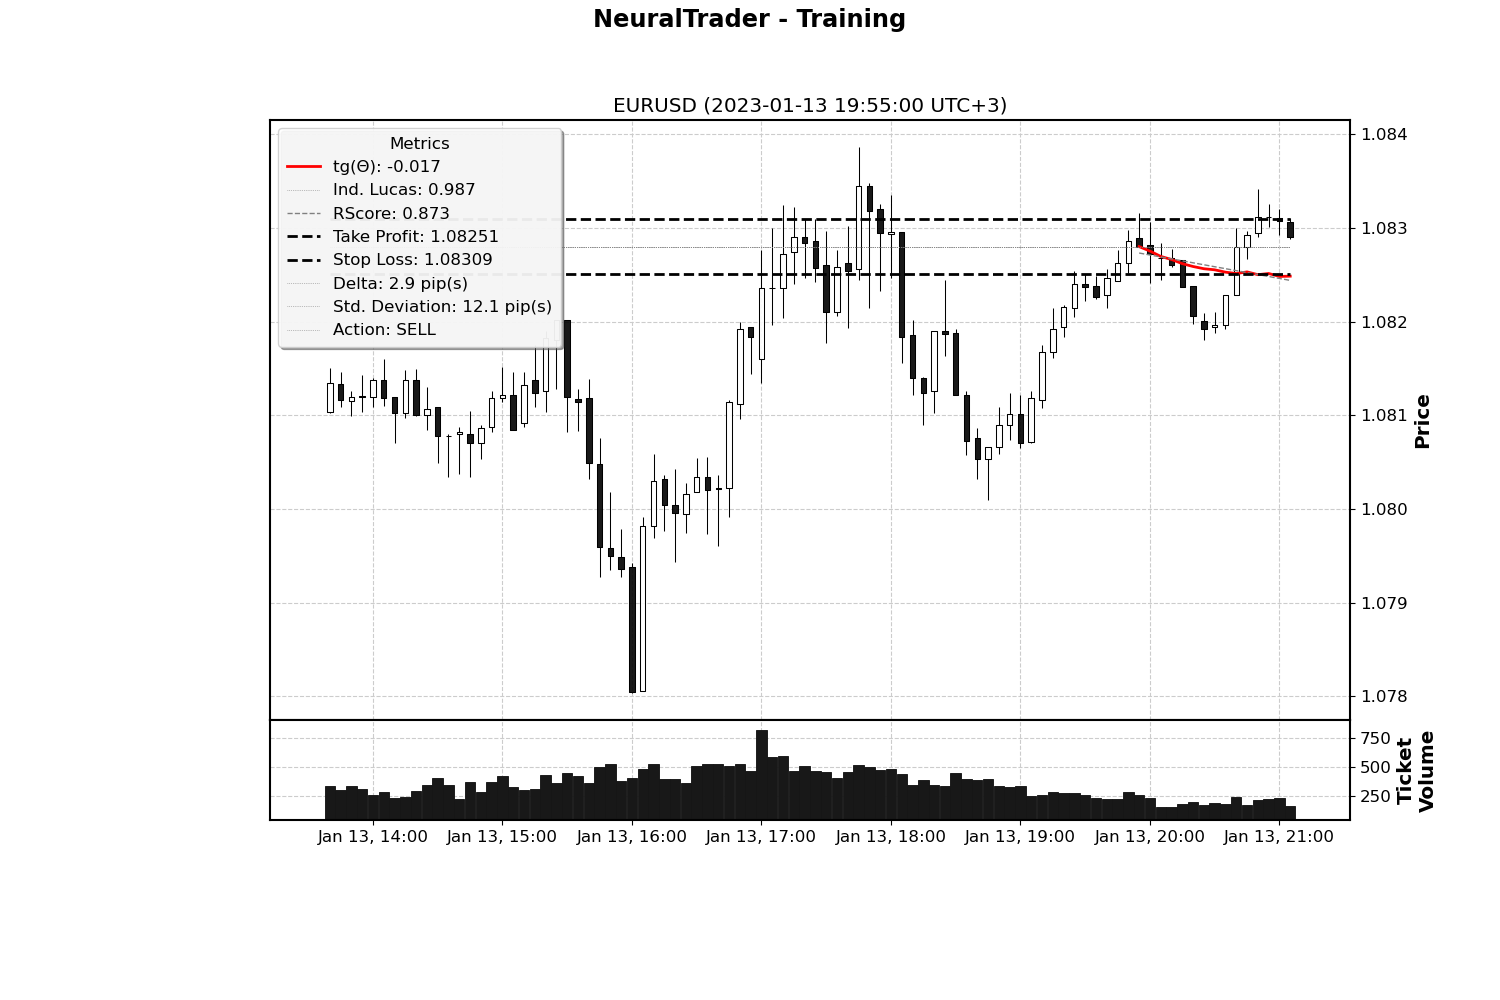 NeuralTrader - Training
EURUSD (2023-01-13 19:55:00 UTC+3)
Metrics
tg(Θ): -0.017
Ind. Lucas: 0.987
RScore: 0.873
Take Profit: 1.08251
Stop Loss: 1.08309
Delta: 2.9 pip(s)
Std. Deviation: 12.1 pip(s)
Action: SELL
1.084
1.083
1.082
1.081
1.080
1.079
1.078
Price
750
500
250
Ticket
Volume
Jan 13, 14:00 Jan 13, 15:00 Jan 13, 16:00 Jan 13, 17:00 Jan 13, 18:00 Jan 13, 19:00 Jan 13, 20:00 Jan 13, 21:00